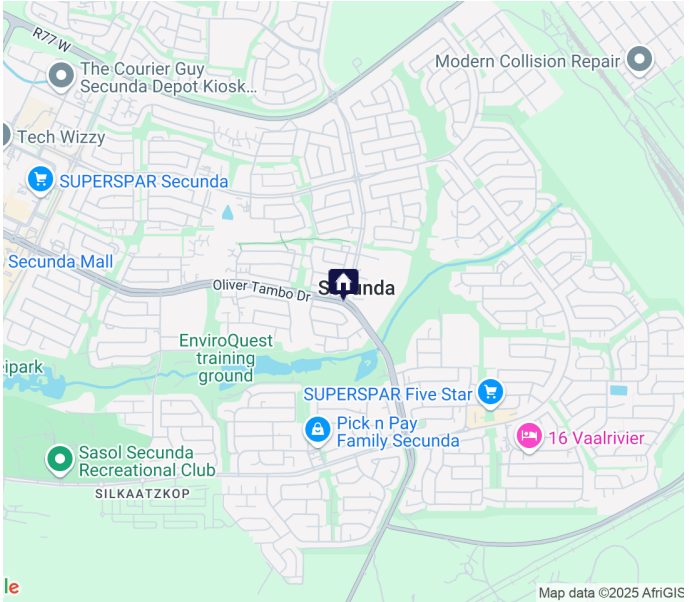 R77 W
The Courier Guy
Secunda Depot Kiosk...
Modern Collision Repair
Tech Wizzy
SUPERSPAR Secunda
Secunda Mall
Oliver Tambo Dr
EnviroQuest
training
ground
eipark
SUPERSPAR Five Star
Pick n Pay
Family Secunda
16 Vaalrivier
Sasol Secunda
Recreational Club
SILKAATZKOP
le
Map data ©2025 AfriGIS